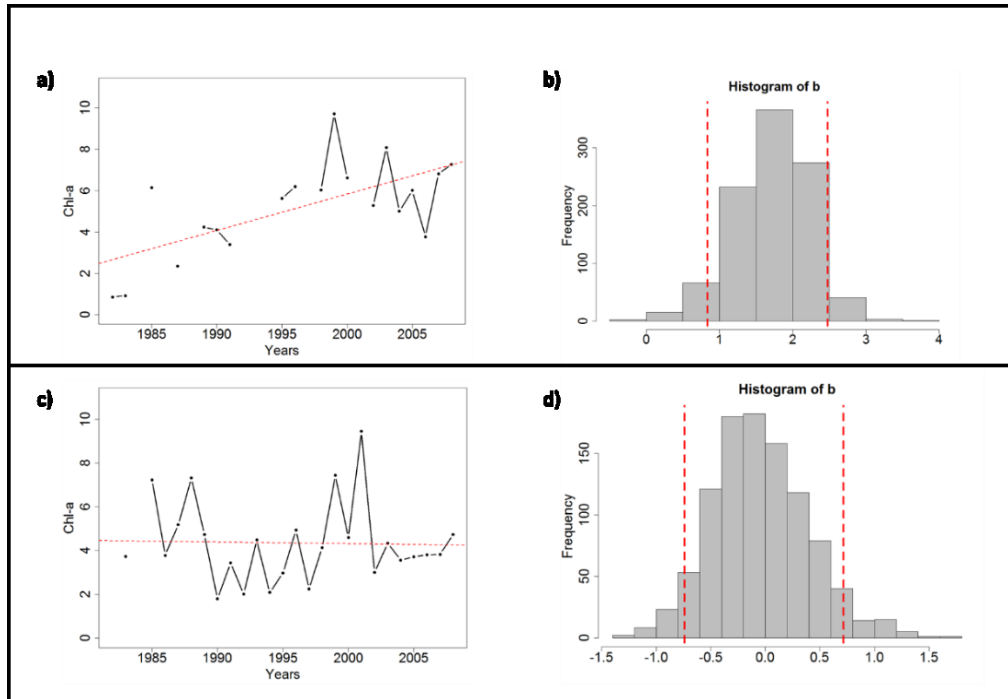 a)
Chl-a
10
8
6
4
2
0
1985 1990 1995 2000 2005
Years
b)
Histogram of b
Frequency
300
200
100
0
0 1 2 3 4
c)
Chl-a
10
8
6
4
2
0
1985 1990 1995 2000 2005
Years
d)
Histogram of b
Frequency
150
100
50
0
-1.5 -1.0 -0.5 0.0 0.5 1.0 1.5